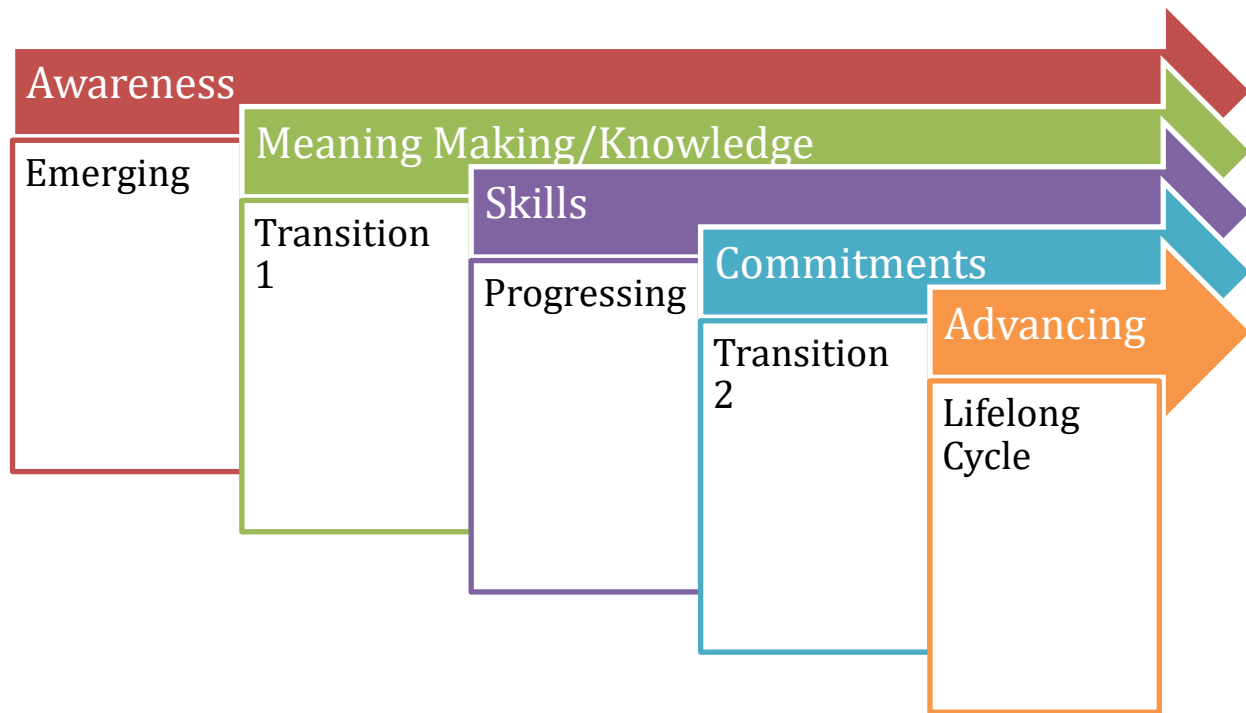 Awareness
Emerging
Meaning Making/Knowledge
Transition
1
Skills
Progressing
Commitments
Transition
2
Advancing
Lifelong
Cycle